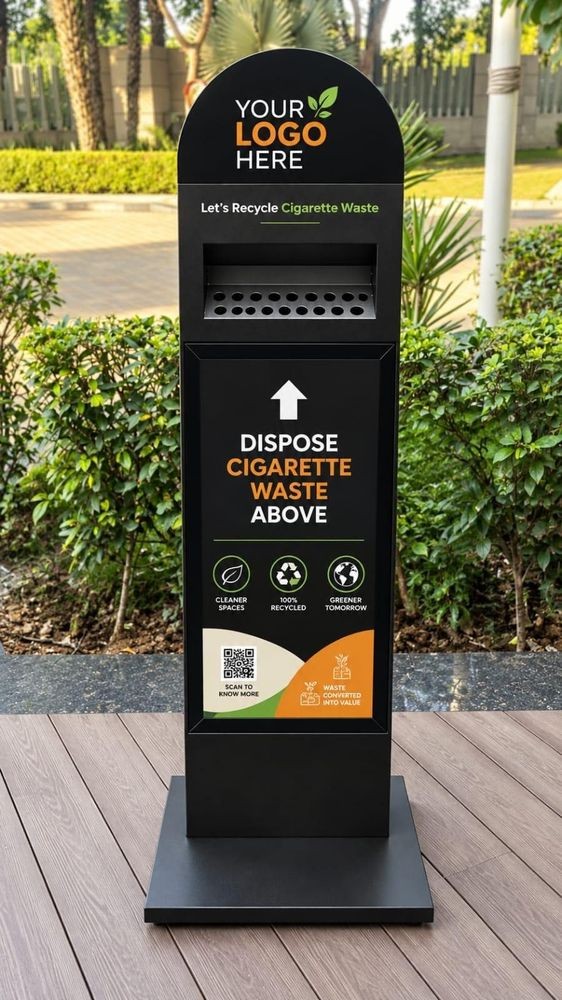 YOUR
LOGO
HERE
Let's Recycle Cigarette Waste
DISPOSE
CIGARETTE
WASTE
ABOVE
CLEANER
SPACES
100%
RECYCLED
GREENER
TOMORROW
SCAN TO
KNOW MORE
WASTE
CONVERTED
INTO VALUE